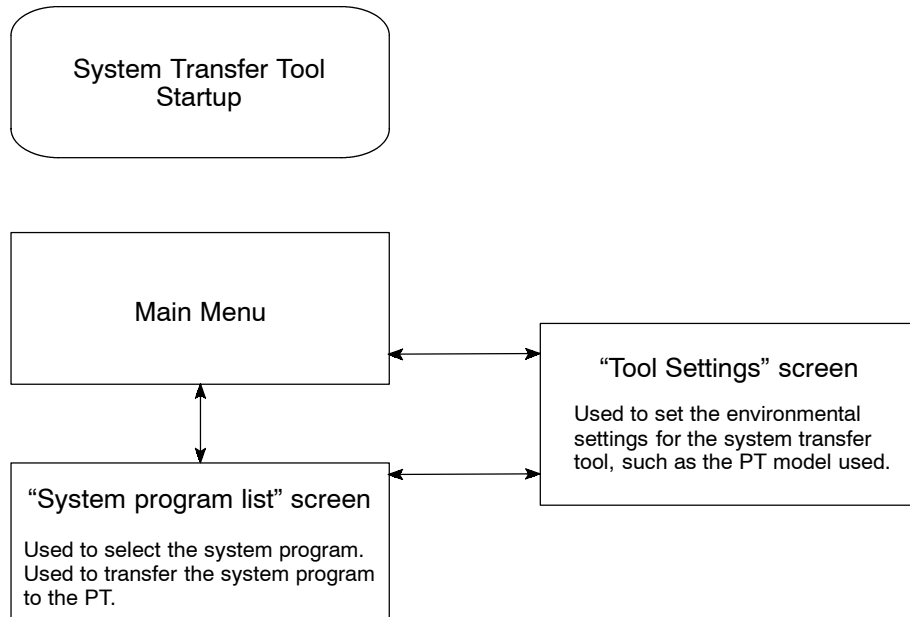 System Transfer Tool
Startup
Main Menu
“Tool Settings” screen
Used to set the environmental
settings for the system transfer
tool, such as the PT model used.
“System program list” screen
Used to select the system program.
Used to transfer the system program
to the PT.